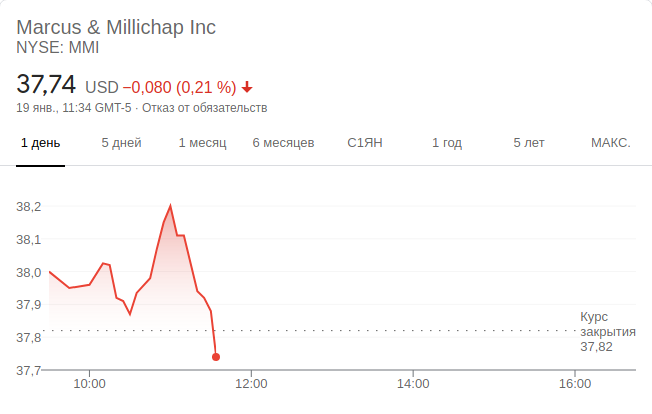 Marcus & Millichap Inc
NYSE: MMI
37,74 USD −0,080 (0,21 %)
19 янв., 11:34 GMT-5 · Отказ от обязательств
1 день 5 дней 1 месяц 6 месяцев С1ЯН 1 год 5 лет МАКС.
38,2
38,1
38,0
37,9
37,8
37,7
Курс
закрытия
37,82
10:00 12:00 14:00 16:00